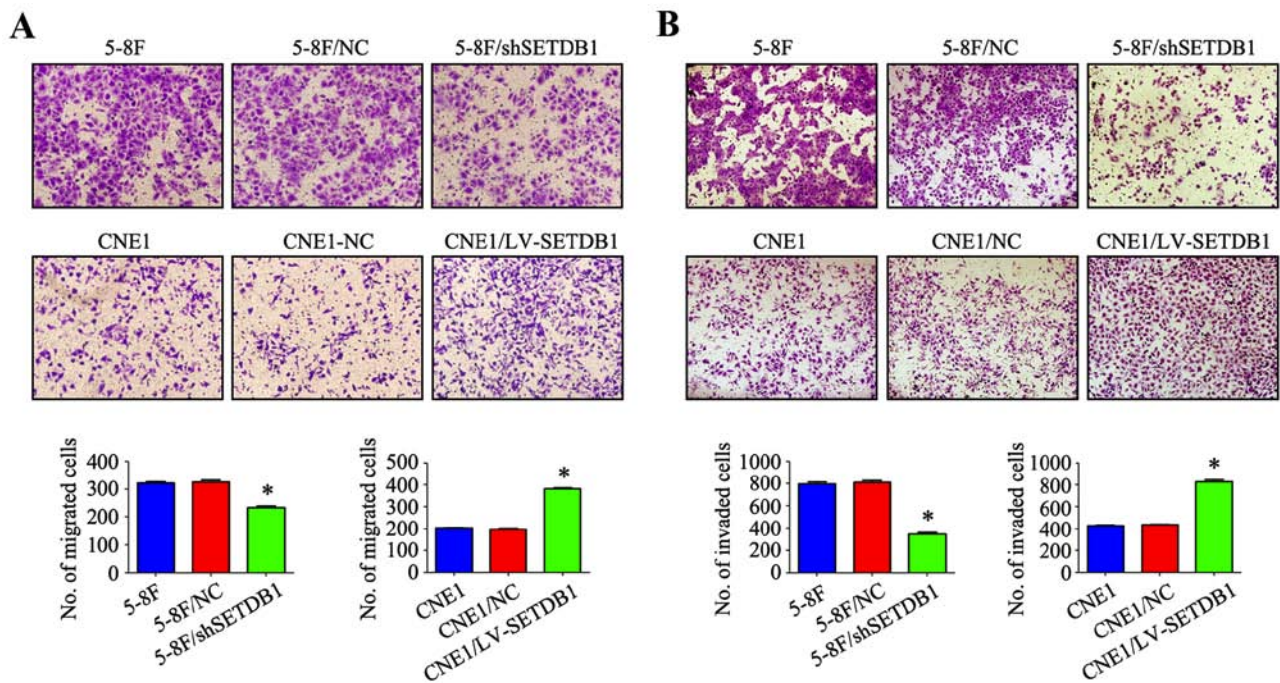 A
5-8F
5-8F/NC
5-8F/shSETDB1
CNE1
CNE1-NC
CNE1/LV-SETDB1
No. of migrated cells
400
300
200
100
0
5-8F
5-8F/NC
5-8F/shSETDB1
*
No. of migrated cells
500
400
300
200
100
0
CNE1
CNE1/NC
CNE1/LV-SETDB1
*
B
5-8F
5-8F/NC
5-8F/shSETDB1
CNE1
CNE1/NC
CNE1/LV-SETDB1
No. of invaded cells
1000
800
600
400
200
0
5-8F
5-8F/NC
5-8F/shSETDB1
*
No. of invaded cells
1000
800
600
400
200
0
CNE1
CNE1/NC
CNE1/LV-SETDB1
*